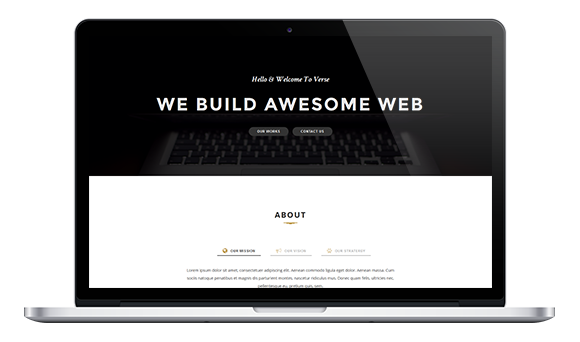 Hello & Welcome To Verse
WE BUILD AWESOME WEB
OUR WORKS CONTACT US
ABOUT
OUR MISSION OUR VISION OUR STRATEGY
Lorem ipsum dolor sit amet, consectetuer adipiscing elit. Aenean commodo ligula eget dolor. Aenean massa. Cum
sociis natoque penatibus et magnis dis parturient montes, nascetur ridiculus mus. Donec quam felis, ultricies nec,
pellentesque eu, pretium quis, sem.